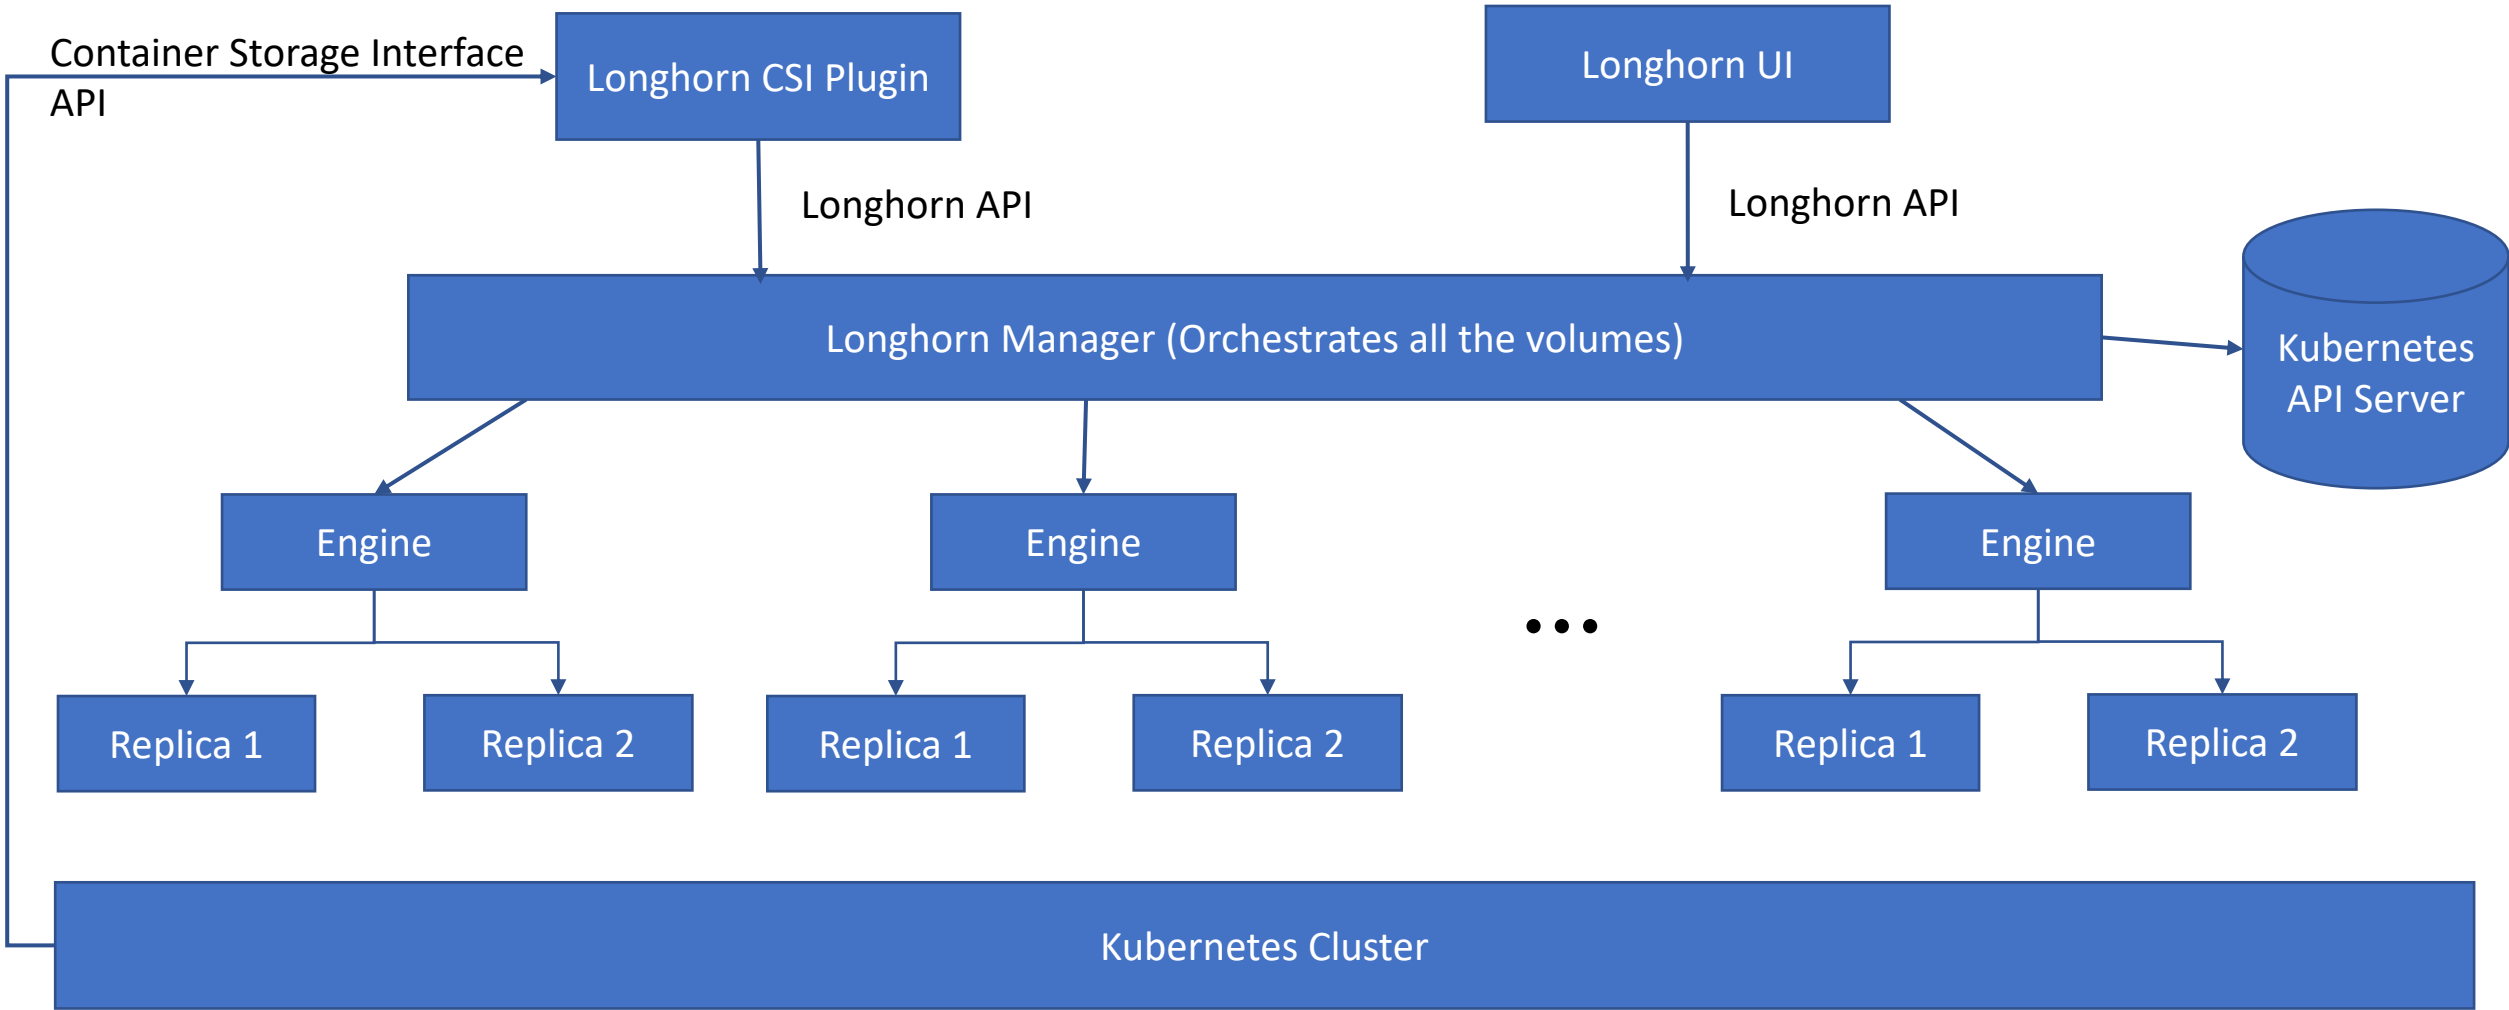 Container Storage Interface
API
Longhorn CSI Plugin
Longhorn UI
Longhorn API
Longhorn API
Longhorn Manager (Orchestrates all the volumes)
Kubernetes
API Server
Engine
Engine
Engine
...
Replica 1
Replica 2
Replica 1
Replica 2
Replica 1
Replica 2
Kubernetes Cluster